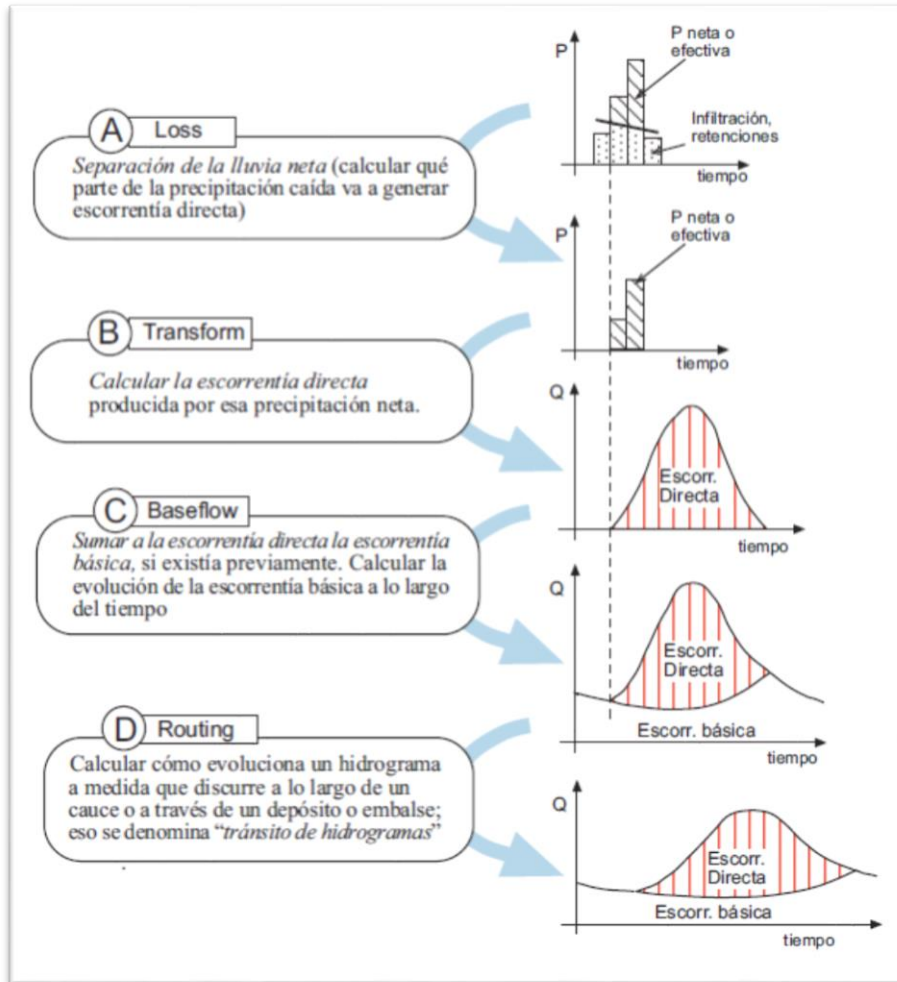 P
P neta o
efectiva
Infiltración,
retenciones
tiempo
A Loss
Separación de la lluvia neta (calcular qué
parte de la precipitación caída va a generar
escorrentía directa)
P
P neta o
efectiva
tiempo
B Transform
Calcular la escorrentía directa
producida por esa precipitación neta.
Q
Escorr.
Directa
tiempo
C Baseflow
Sumar a la escorrentía directa la escorrentía
básica, si existía previamente. Calcular la
evolución de la escorrentía básica a lo largo
del tiempo
Q
Escorr.
Directa
Escorr. básica
tiempo
D Routing
Calcular cómo evoluciona un hidrograma
a medida que discurre a lo largo de un
cauce o a través de un depósito o embalse;
eso se denomina “tránsito de hidrogramas”
Q
Escorr.
Directa
Escorr. básica
tiempo